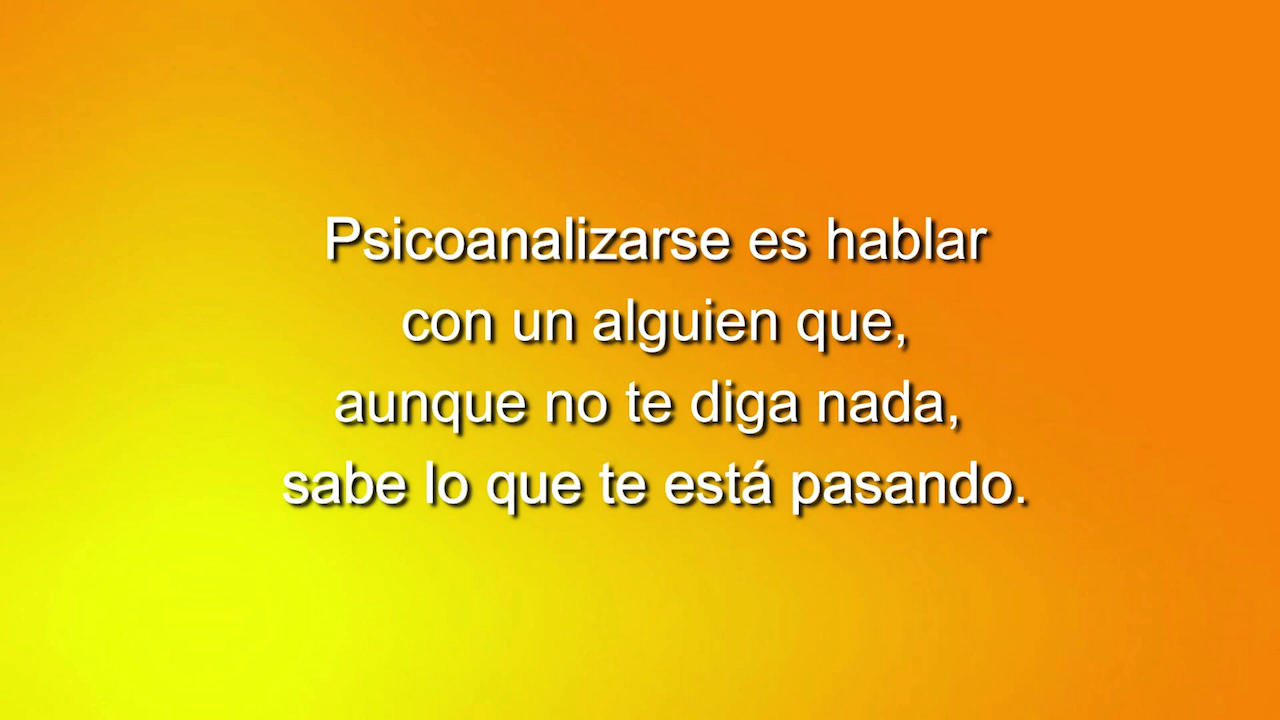 Psicoanalizarse es hablar
con un alguien que,
aunque no te diga nada,
sabe lo que te está pasando.